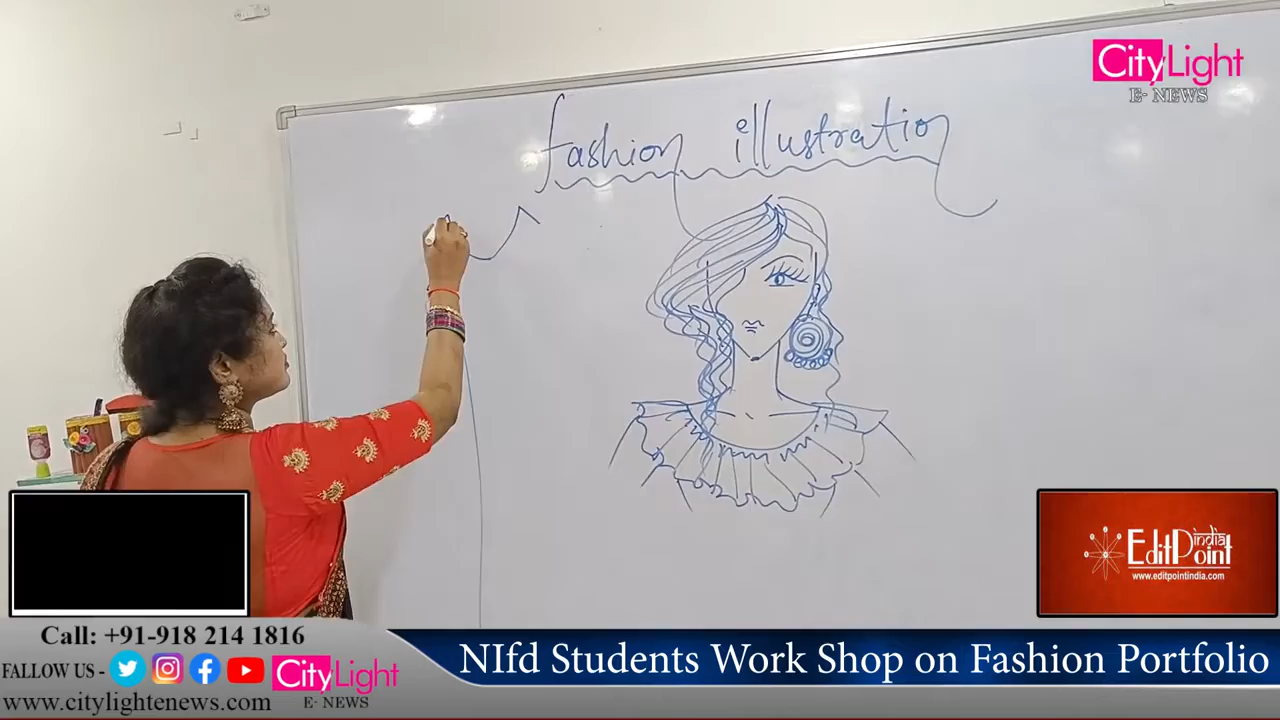 CityLight
E- NEWS
fashion illustration
EditPoint
india
www.editpointindia.com
Call: +91-918 214 1816
FALLOW US -
CityLight
E- NEWS
www.citylightenews.com
NIfd Students Work Shop on Fashion Portfolio